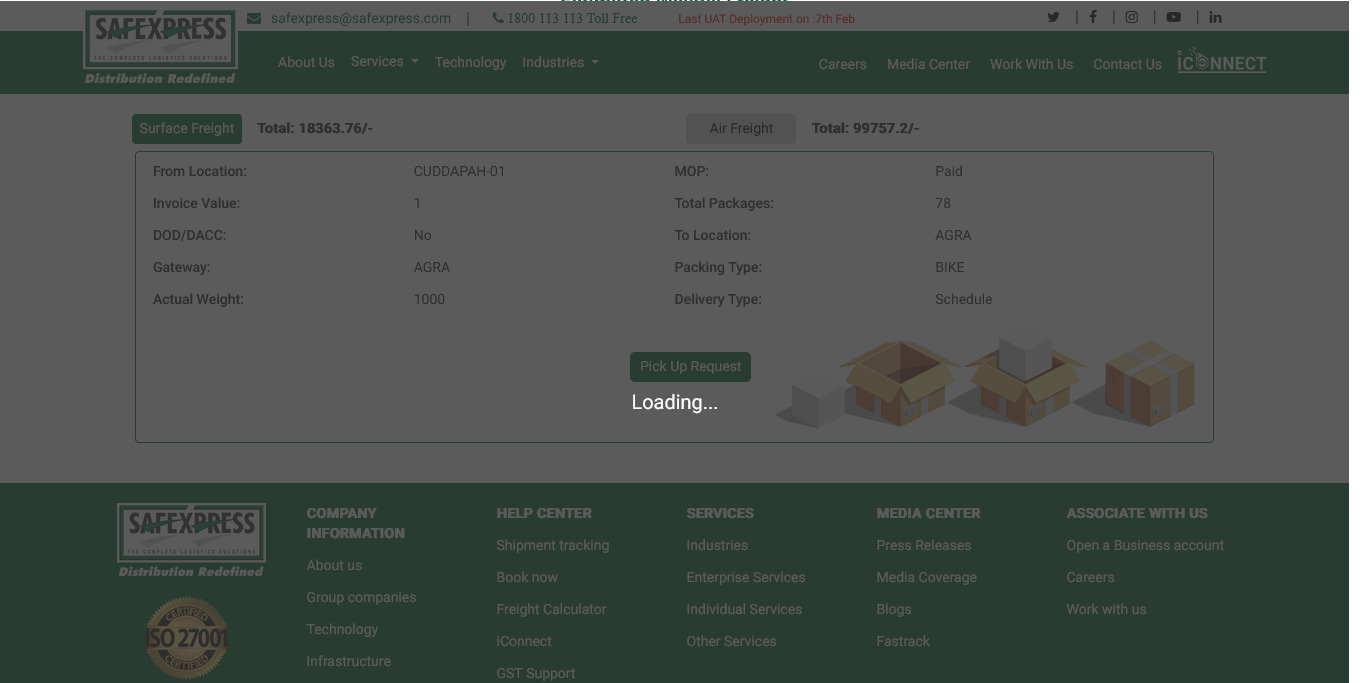 SAFEXPRESS
THE COMPLETE LOGISTICS SOLUTIONS
Distribution Redefined
safexpress@safexpress.com | 1800 113 113 Toll Free Last UAT Deployment on :7th Feb
About Us Services Technology Industries Careers Media Center Work With Us Contact Us iCONNECT
Surface Freight Total: 18363.76/- Air Freight Total: 99757.2/-
From Location: CUDDAPAH-01 MOP: Paid
Invoice Value: 1 Total Packages: 78
DOD/DACC: No To Location: AGRA
Gateway: AGRA Packing Type: BIKE
Actual Weight: 1000 Delivery Type: Schedule
Pick Up Request
Loading...
SAFEXPRESS
THE COMPLETE LOGISTICS SOLUTIONS
Distribution Redefined
CERTIFIED
ISO 27001
CERTIFIED
COMPANY
INFORMATION
About us
Group companies
Technology
Infrastructure
HELP CENTER
Shipment tracking
Book now
Freight Calculator
iConnect
GST Support
SERVICES
Industries
Enterprise Services
Individual Services
Other Services
MEDIA CENTER
Press Releases
Media Coverage
Blogs
Fastrack
ASSOCIATE WITH US
Open a Business account
Careers
Work with us